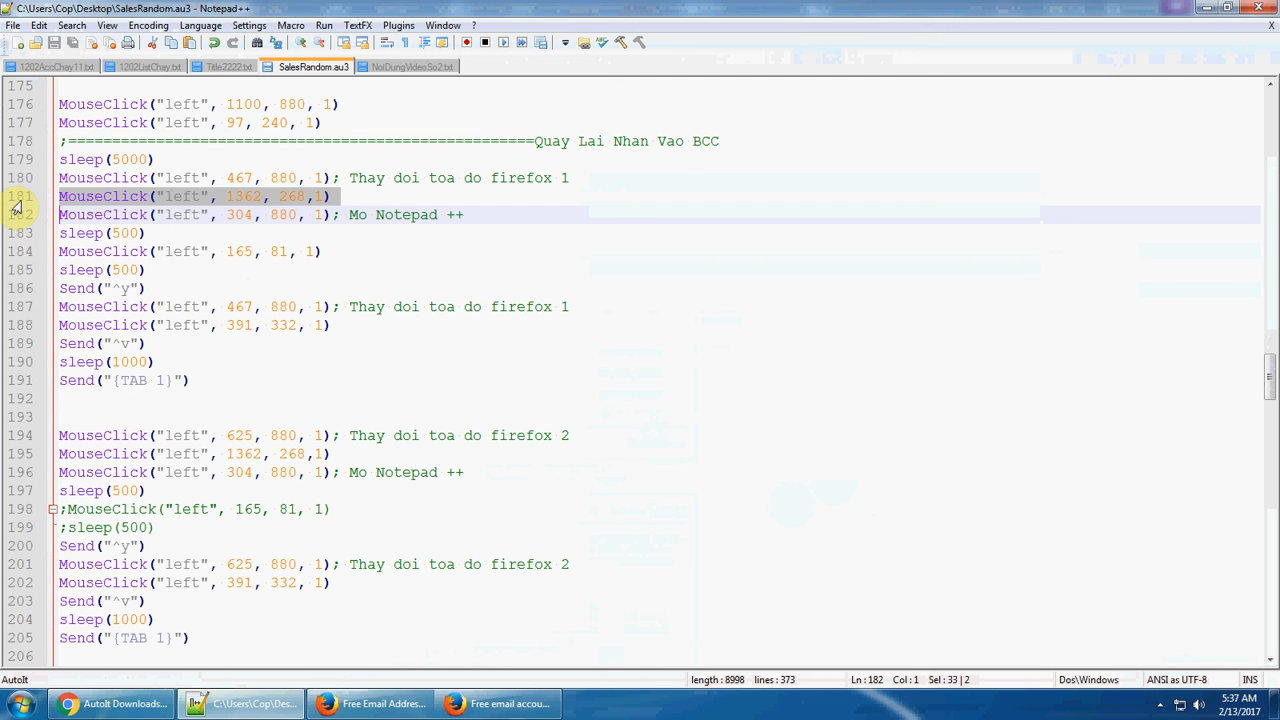 C:\Users\Cop\Desktop\SalesRandom.au3 - Notepad++
File Edit Search View Encoding Language Settings Macro Run TextFX Plugins Window ?
1202AccChay11.txt 1202ListChay.txt Title2222.txt SalesRandom.au3 NoiDungVideoSo2.txt
175
176 MouseClick("left", 1100, 880, 1)
177 MouseClick("left", 97, 240, 1)
178 ;=====================================================Quay Lai Nhan Vao BCC
179 sleep(5000)
180 MouseClick("left", 467, 880, 1); Thay doi toa do firefox 1
181 MouseClick("left", 1362, 268,1)
182 MouseClick("left", 304, 880, 1); Mo Notepad ++
183 sleep(500)
184 MouseClick("left", 165, 81, 1)
185 sleep(500)
186 Send("^y")
187 MouseClick("left", 467, 880, 1); Thay doi toa do firefox 1
188 MouseClick("left", 391, 332, 1)
189 Send("^v")
190 sleep(1000)
191 Send("{TAB 1}")
192
193
194 MouseClick("left", 625, 880, 1); Thay doi toa do firefox 2
195 MouseClick("left", 1362, 268,1)
196 MouseClick("left", 304, 880, 1); Mo Notepad ++
197 sleep(500)
198 ;MouseClick("left", 165, 81, 1)
199 ;sleep(500)
200 Send("^y")
201 MouseClick("left", 625, 880, 1); Thay doi toa do firefox 2
202 MouseClick("left", 391, 332, 1)
203 Send("^v")
204 sleep(1000)
205 Send("{TAB 1}")
206
AutoIt length : 8998 lines : 373 Ln : 182 Col : 1 Sel : 33 | 2 Dos\Windows ANSI as UTF-8 INS
AutoIt Downloads... C:\Users\Cop\Des... Free Email Addres... Free email accou... 5:37 AM
2/13/2017